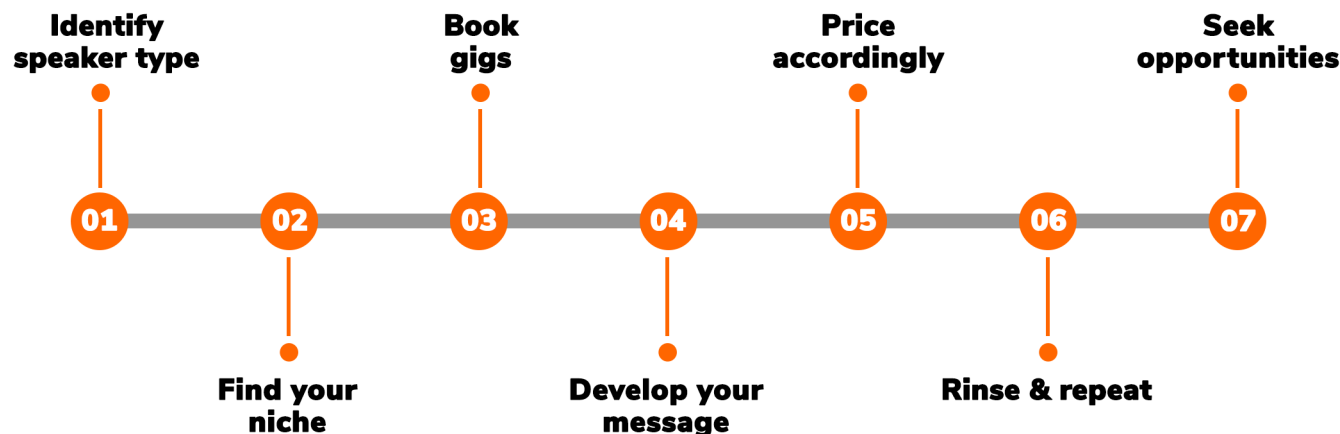 Identify
speaker type
Book
gigs
Price
accordingly
Seek
opportunities
01
02
03
04
05
06
07
Find your
niche
Develop your
message
Rinse & repeat